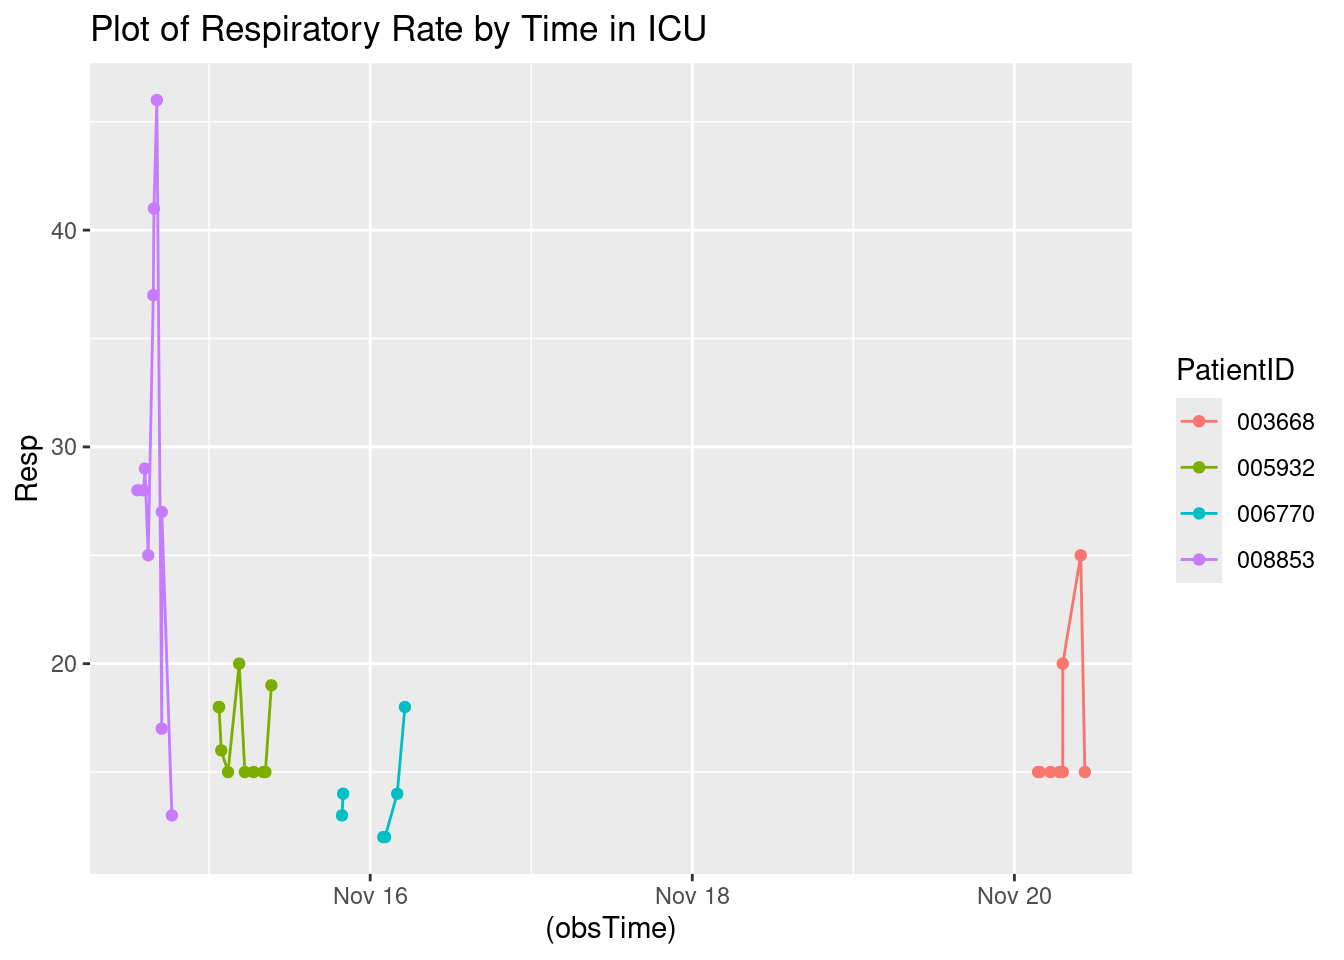 Plot of Respiratory Rate by Time in ICU
40
30
20
Resp
Nov 16
Nov 18
Nov 20
(obsTime)
PatientID
003668
005932
006770
008853